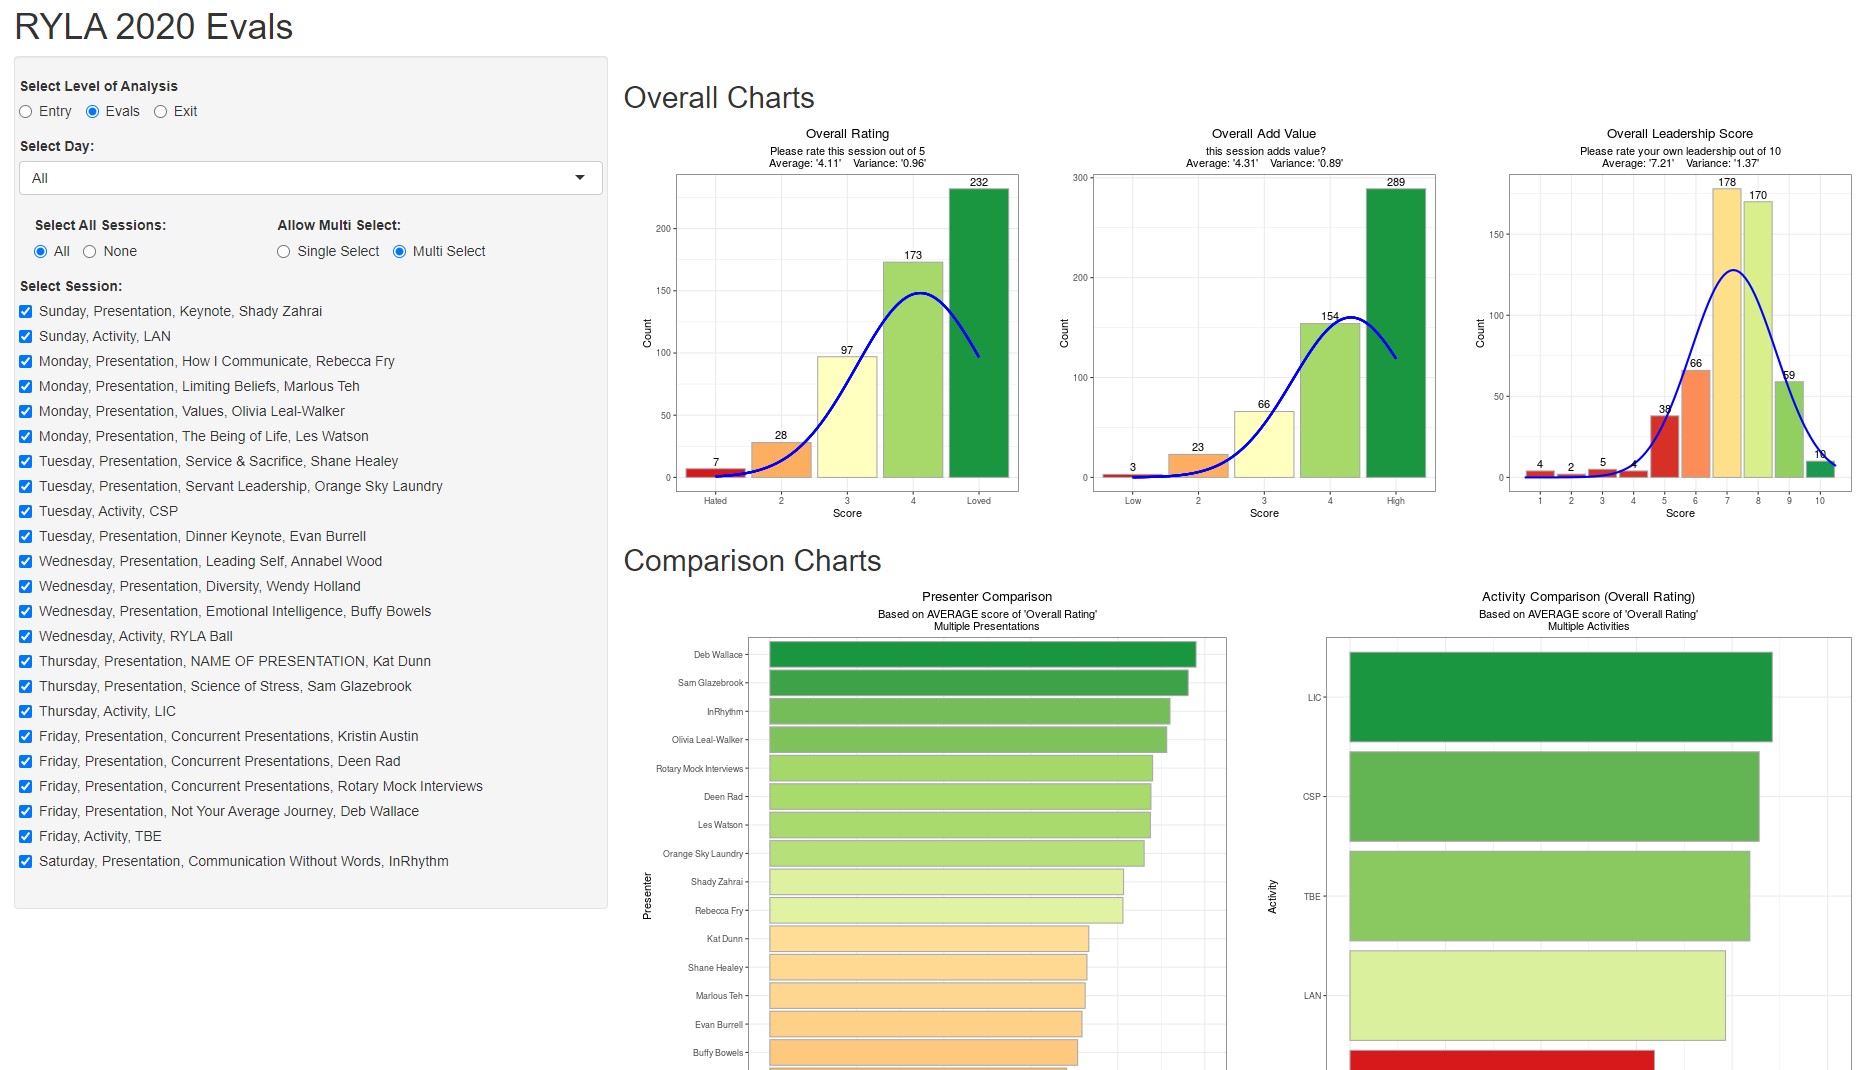 RYLA 2020 Evals
Select Level of Analysis
Entry Evals Exit
Select Day:
All
Select All Sessions: Allow Multi Select:
All None Single Select Multi Select
Select Session:
Sunday, Presentation, Keynote, Shady Zahrai
Sunday, Activity, LAN
Monday, Presentation, How I Communicate, Rebecca Fry
Monday, Presentation, Limiting Beliefs, Marlous Teh
Monday, Presentation, Values, Olivia Leal-Walker
Monday, Presentation, The Being of Life, Les Watson
Tuesday, Presentation, Service & Sacrifice, Shane Healey
Tuesday, Presentation, Servant Leadership, Orange Sky Laundry
Tuesday, Activity, CSP
Tuesday, Presentation, Dinner Keynote, Evan Burrell
Wednesday, Presentation, Leading Self, Annabel Wood
Wednesday, Presentation, Diversity, Wendy Holland
Wednesday, Presentation, Emotional Intelligence, Buffy Bowels
Wednesday, Activity, RYLA Ball
Thursday, Presentation, NAME OF PRESENTATION, Kat Dunn
Thursday, Presentation, Science of Stress, Sam Glazebrook
Thursday, Activity, LIC
Friday, Presentation, Concurrent Presentations, Kristin Austin
Friday, Presentation, Concurrent Presentations, Deen Rad
Friday, Presentation, Concurrent Presentations, Rotary Mock Interviews
Friday, Presentation, Not Your Average Journey, Deb Wallace
Friday, Activity, TBE
Saturday, Presentation, Communication Without Words, InRhythm
Overall Charts
Overall Rating
Please rate this session out of 5
Average: '4.11' Variance: '0.96'
232
200
173
150
97
100
50
28
7
0
Count
Hated 2 3 4 Loved
Score
Overall Add Value
this session adds value?
Average: '4.31' Variance: '0.89'
300
289
200
154
100
66
23
3
0
Count
Low 2 3 4 High
Score
Overall Leadership Score
Please rate your own leadership out of 10
Average: '7.21' Variance: '1.37'
178
170
150
100
66
59
50
38
10
4 2 5 4
0
Count
1 2 3 4 5 6 7 8 9 10
Score
Comparison Charts
Presenter Comparison
Based on AVERAGE score of 'Overall Rating'
Multiple Presentations
Deb Wallace
Sam Glazebrook
InRhythm
Olivia Leal-Walker
Rotary Mock Interviews
Deen Rad
Les Watson
Orange Sky Laundry
Shady Zahrai
Rebecca Fry
Kat Dunn
Shane Healey
Marlous Teh
Evan Burrell
Buffy Bowels
Presenter
Activity Comparison (Overall Rating)
Based on AVERAGE score of 'Overall Rating'
Multiple Activities
LIC
CSP
TBE
LAN
Activity